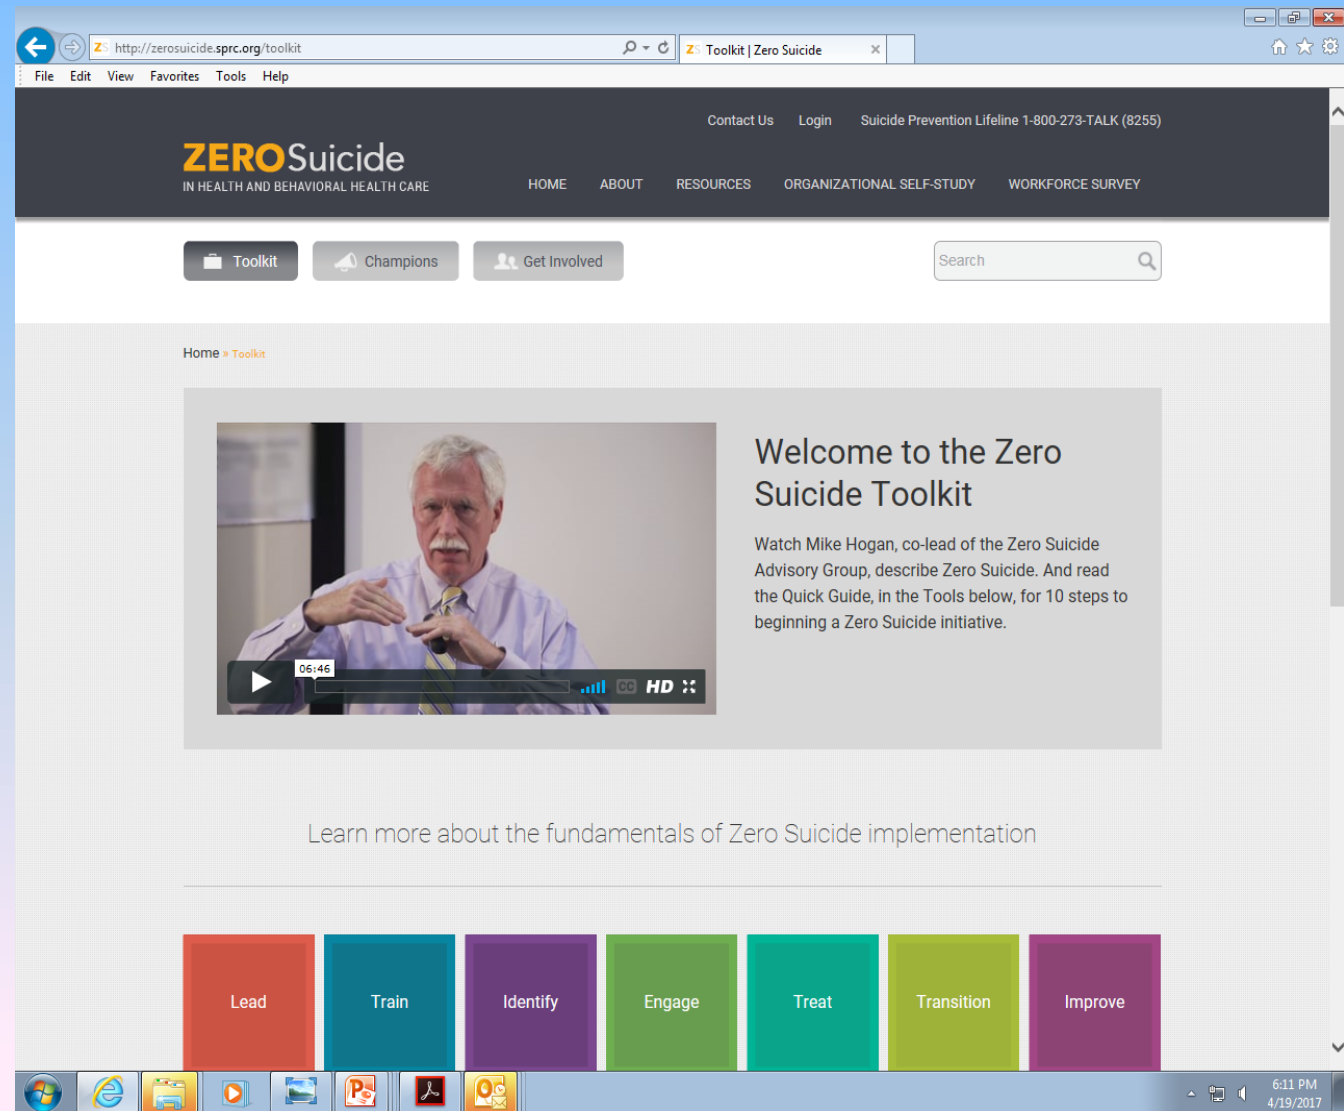 http://zerosuicide.sprc.org/toolkit
ZS Toolkit | Zero Suicide
File Edit View Favorites Tools Help
Contact Us Login Suicide Prevention Lifeline 1-800-273-TALK (8255)
ZEROSuicide
IN HEALTH AND BEHAVIORAL HEALTH CARE
HOME ABOUT RESOURCES ORGANIZATIONAL SELF-STUDY WORKFORCE SURVEY
Toolkit Champions Get Involved Search
Home » Toolkit
Welcome to the Zero
Suicide Toolkit
Watch Mike Hogan, co-lead of the Zero Suicide
Advisory Group, describe Zero Suicide. And read
the Quick Guide, in the Tools below, for 10 steps to
beginning a Zero Suicide initiative.
06:46
CC HD
Learn more about the fundamentals of Zero Suicide implementation
Lead Train Identify Engage Treat Transition Improve
6:11 PM
4/19/2017